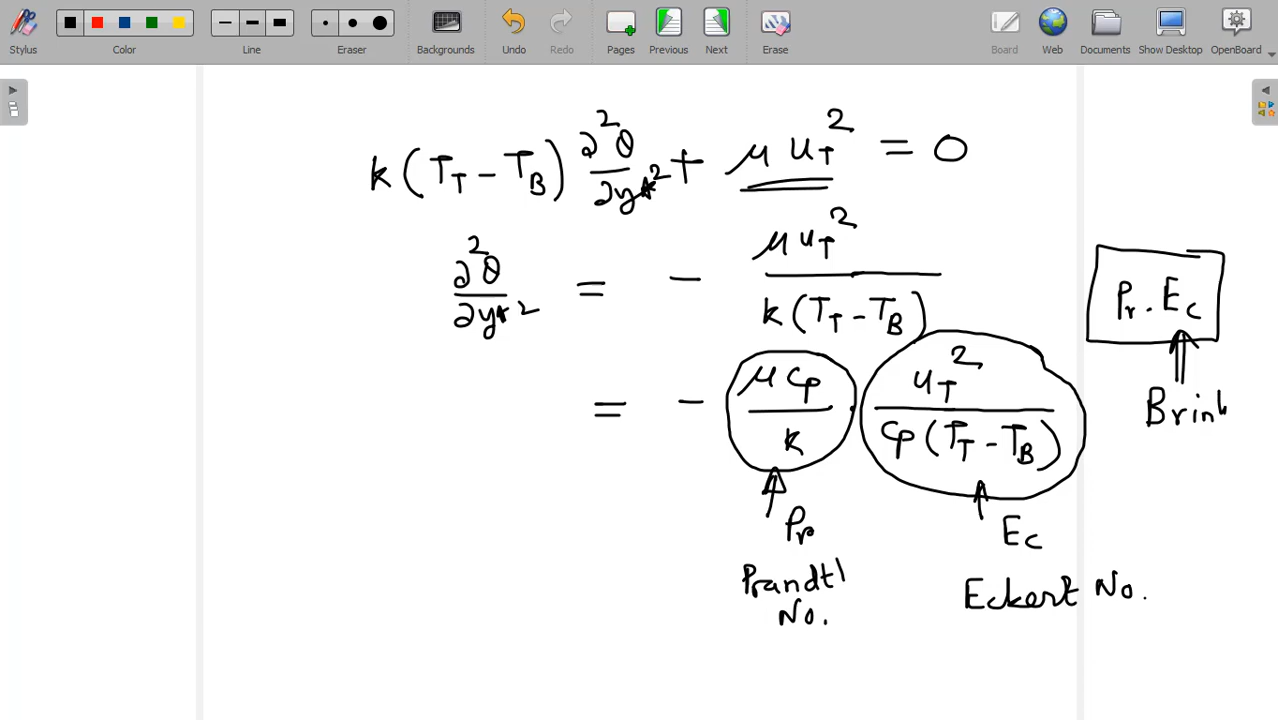 Stylus Color Line Eraser Backgrounds Undo Redo Pages Previous Next Erase Board Web Documents Show Desktop OpenBoard
k(T_T - T_B) ∂²θ/∂y*² + μ u_T² = 0
∂²θ/∂y*² = - μ u_T² / k(T_T - T_B)
Pr . Ec
= - μ Cp / k . u_T² / Cp(T_T - T_B)
Brink
Pr
Ec
Prandtl
No.
Eckert No.